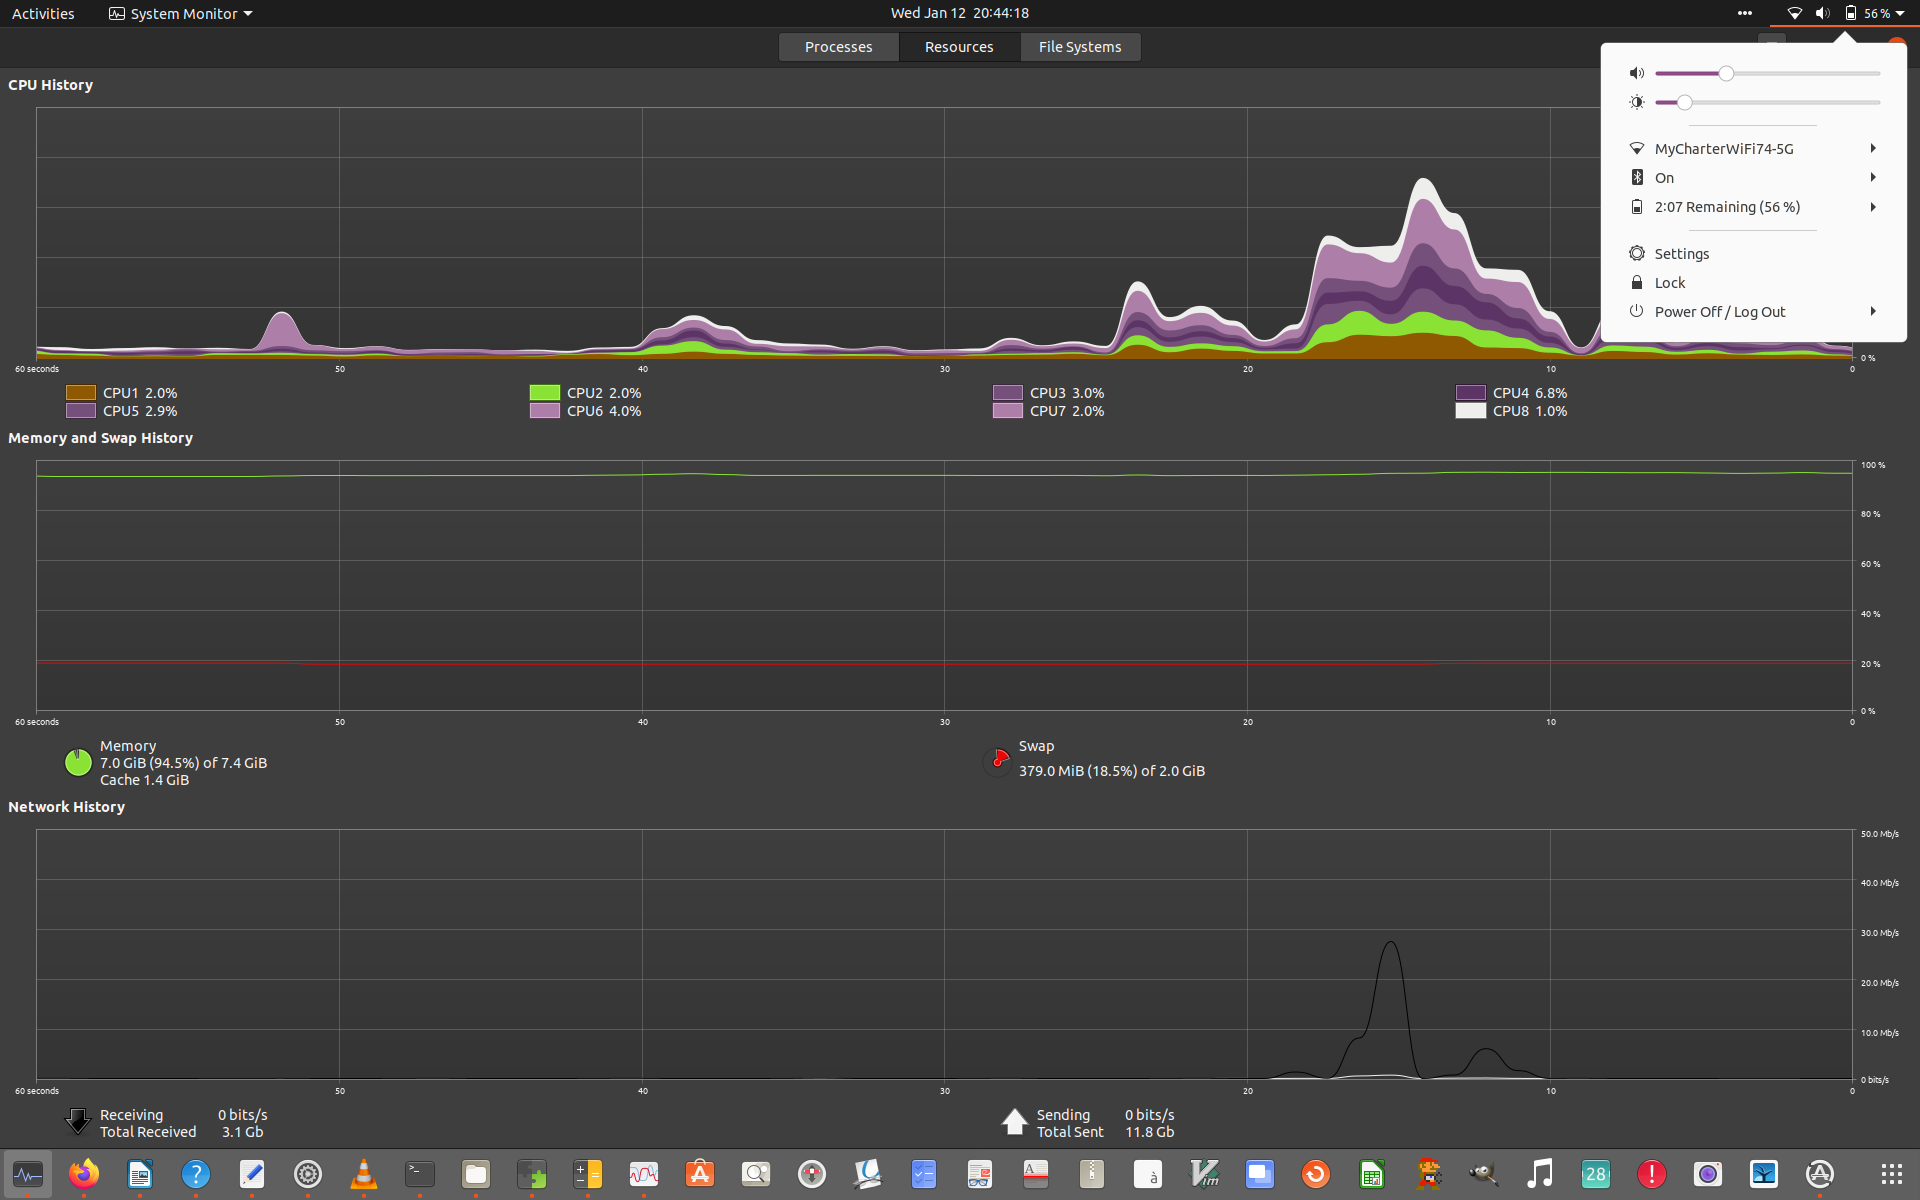 Activities System Monitor Wed Jan 12 20:44:18 56 %
Processes Resources File Systems
CPU History
MyCharterWiFi74-5G
On
2:07 Remaining (56 %)
Settings
Lock
Power Off / Log Out
0 %
60 seconds 50 40 30 20 10 0
CPU1 2.0% CPU2 2.0% CPU3 3.0% CPU4 6.8%
CPU5 2.9% CPU6 4.0% CPU7 2.0% CPU8 1.0%
Memory and Swap History
100 %
80 %
60 %
40 %
20 %
0 %
60 seconds 50 40 30 20 10 0
Memory
7.0 GiB (94.5%) of 7.4 GiB
Cache 1.4 GiB
Swap
379.0 MiB (18.5%) of 2.0 GiB
Network History
50.0 Mb/s
40.0 Mb/s
30.0 Mb/s
20.0 Mb/s
10.0 Mb/s
0 bits/s
60 seconds 50 40 30 20 10 0
Receiving 0 bits/s
Total Received 3.1 Gb
Sending 0 bits/s
Total Sent 11.8 Gb
? >_ A à Vim 28 !